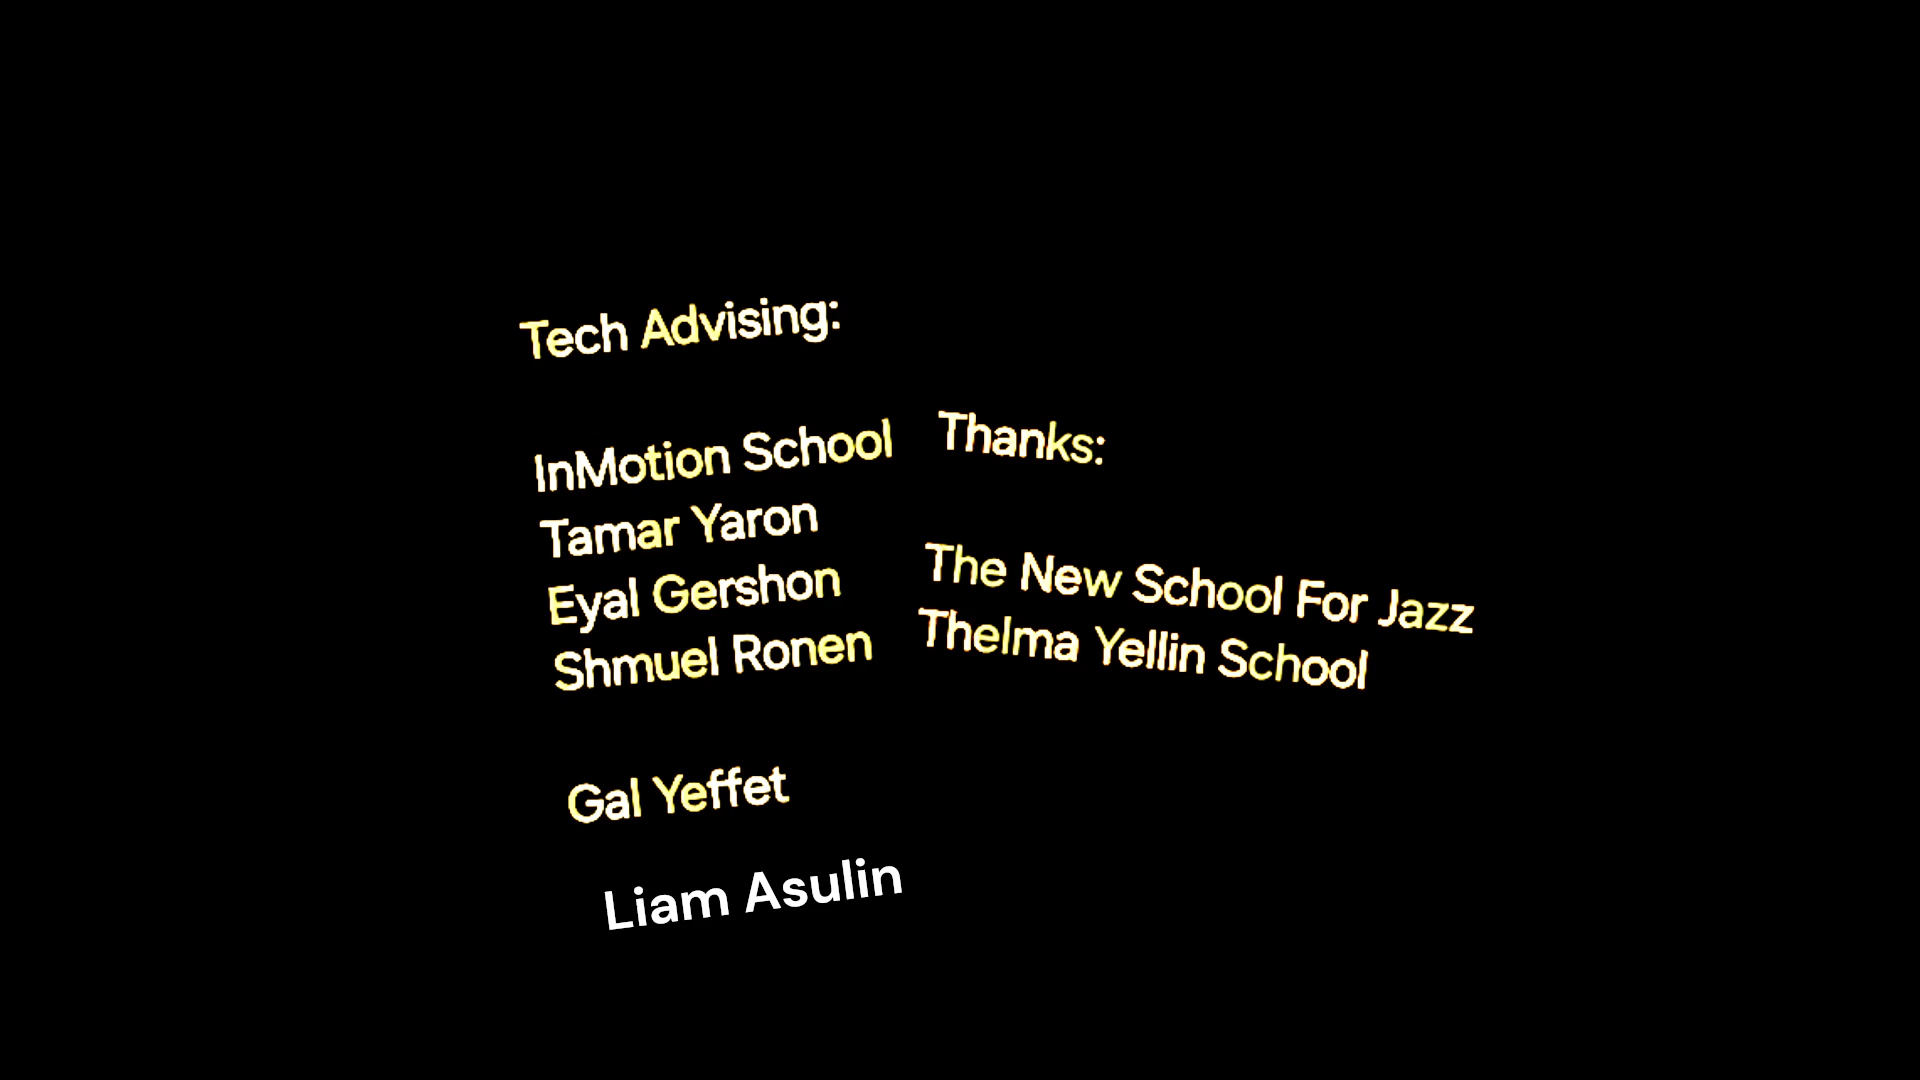 Tech Advising:
InMotion School
Tamar Yaron
Eyal Gershon
Shmuel Ronen
Gal Yeffet
Liam Asulin
Thanks:
The New School For Jazz
Thelma Yellin School